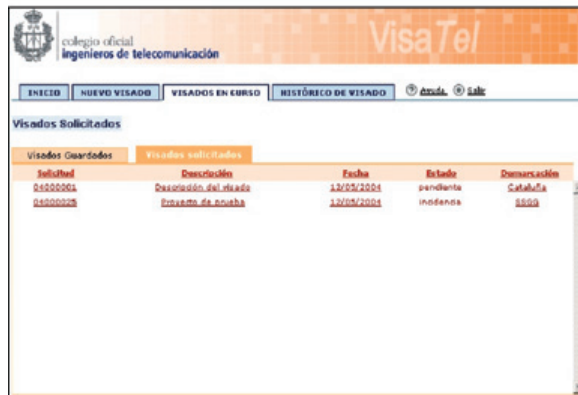 colegio oficial
ingenieros de telecomunicación
VisaTel
INICIO NUEVO VISADO VISADOS EN CURSO HISTÓRICO DE VISADO Ayuda Salir
Visados Solicitados
Visados Guardados Visados solicitados
Solicitud Descripción Fecha Estado Demarcación
04000001 Descripción del visado 12/05/2004 pendiente Cataluña
04000025 Proyecto de prueba 12/05/2004 incidencia SSGG